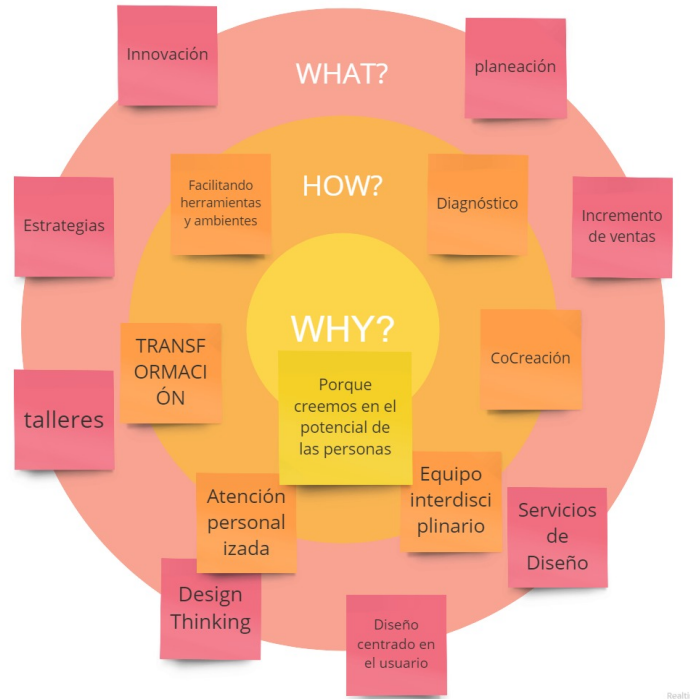 Innovación
WHAT?
planeación
Facilitando
herramientas
y ambientes
HOW?
Diagnóstico
Estrategias
Incremento
de ventas
WHY?
TRANSF
ORMACI
ÓN
CoCreación
Porque
creemos en el
potencial de
las personas
talleres
Atención
personal
izada
Equipo
interdisci
plinario
Servicios
de
Diseño
Design
Thinking
Diseño
centrado en
el usuario